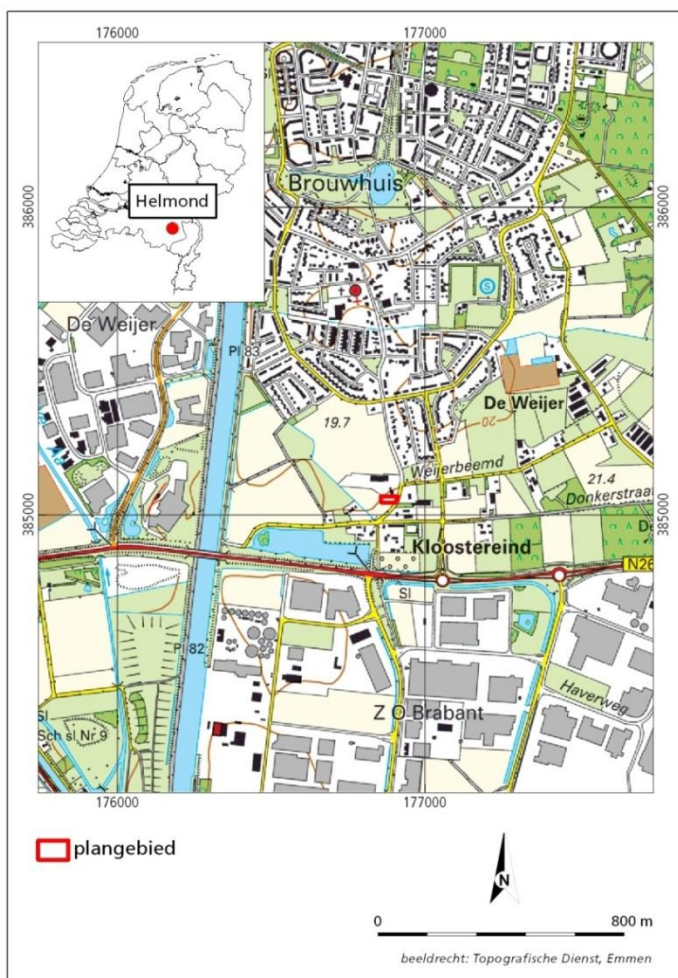 176000
177000
Helmond
386000
386000
Brouwhuis
S
De Weijer
Pl 83
De Weijer
19.7
20
Weijerbeemd
21.4
Donkerstraat
385000
385000
Kloostereind
N26
Sl
Pl 82
Haverweg
Z O Brabant
Sl
Sch sl Nr 9
176000
177000
plangebied
N
0
800 m
beeldrecht: Topografische Dienst, Emmen